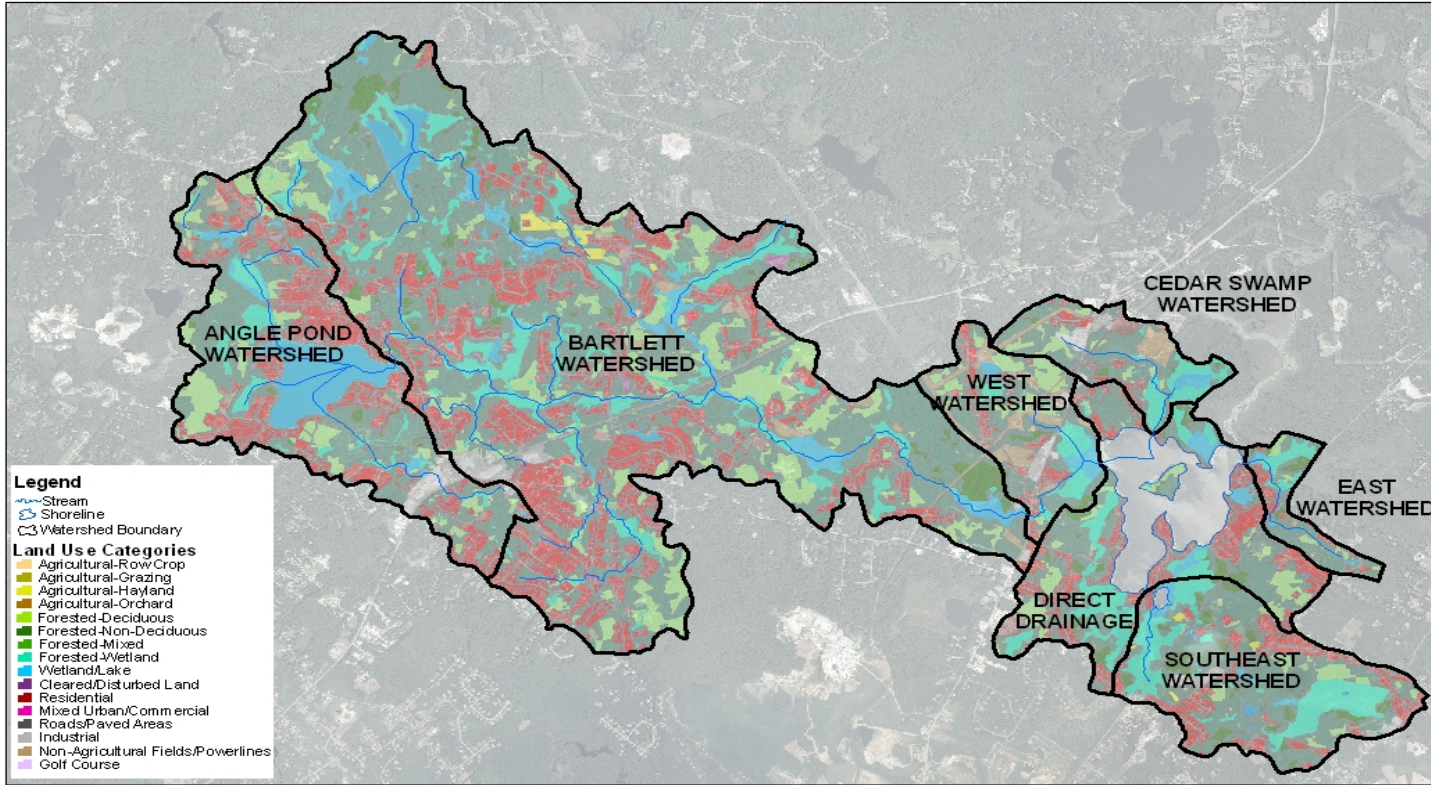 CEDAR SWAMP
WATERSHED
ANGLE POND
WATERSHED
BARTLETT
WATERSHED
WEST
WATERSHED
EAST
WATERSHED
DIRECT
DRAINAGE
SOUTHEAST
WATERSHED
Legend
Stream
Shoreline
Watershed Boundary
Land Use Categories
Agricultural-Row Crop
Agricultural-Grazing
Agricultural-Hayland
Agricultural-Orchard
Forested-Deciduous
Forested-Non-Deciduous
Forested-Mixed
Forested-Wetland
Wetland/Lake
Cleared/Disturbed Land
Residential
Mixed Urban/Commercial
Roads/Paved Areas
Industrial
Non-Agricultural Fields/Powerlines
Golf Course